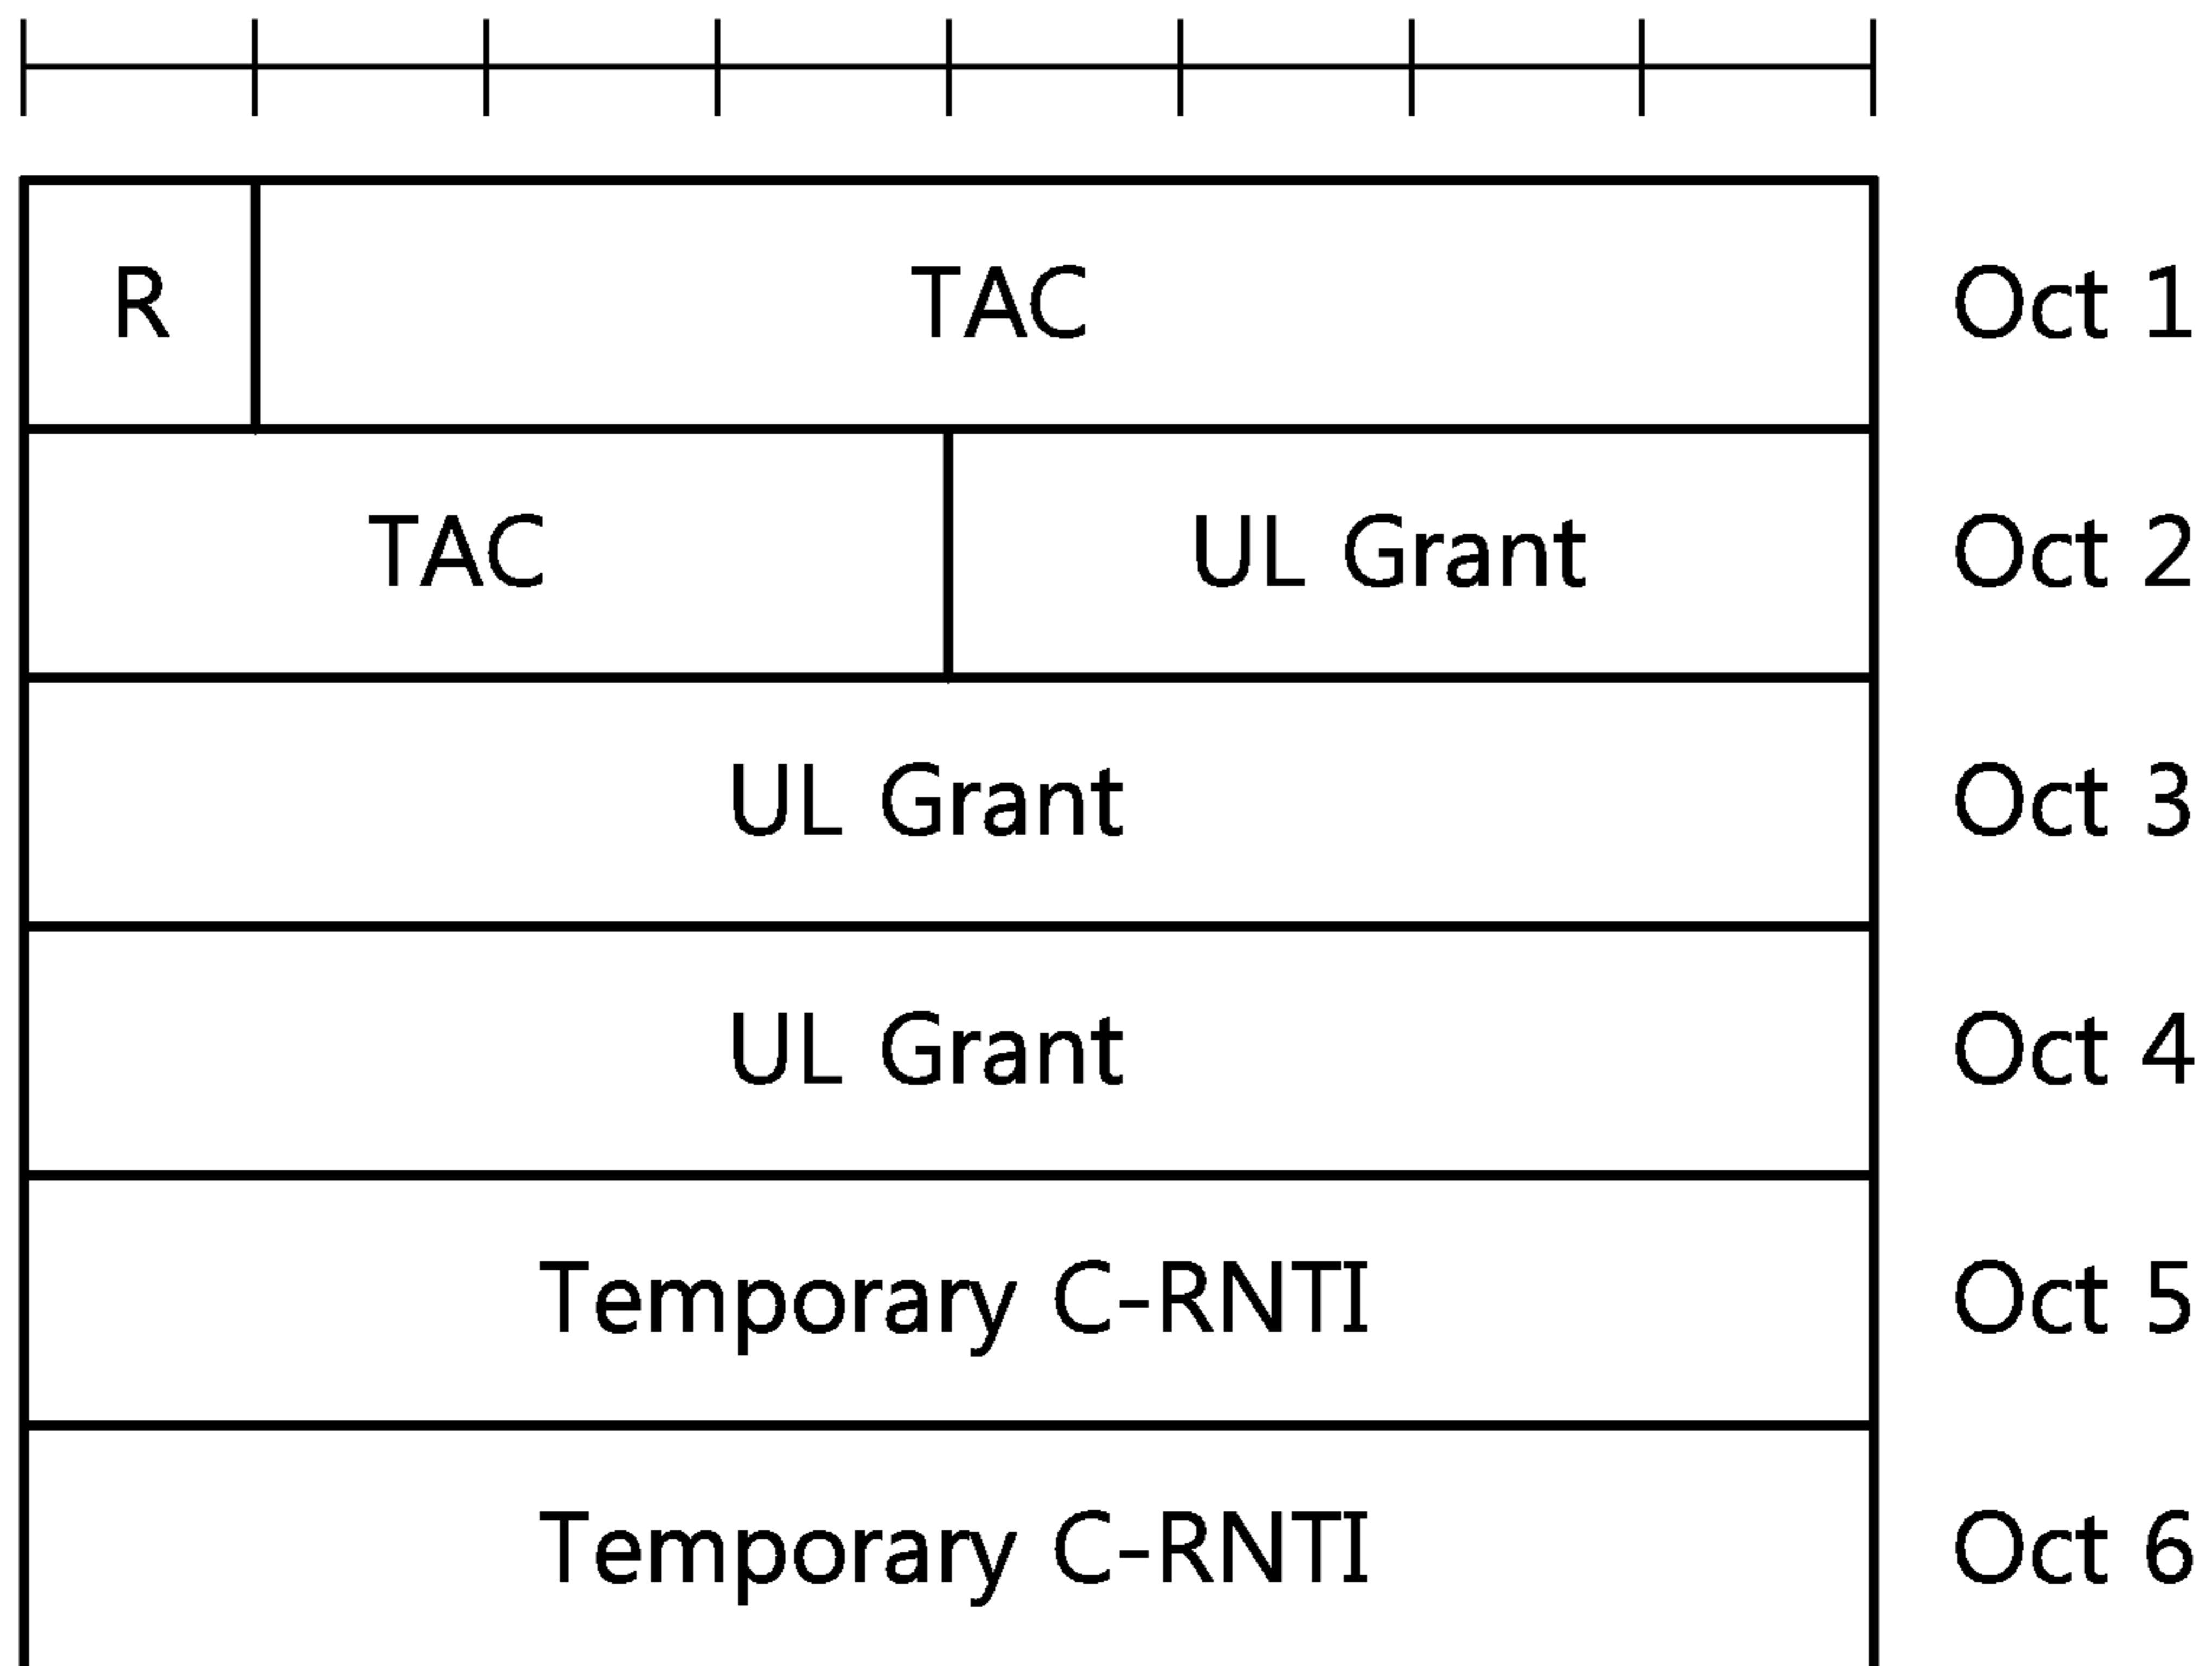 R TAC Oct 1
TAC UL Grant Oct 2
UL Grant Oct 3
UL Grant Oct 4
Temporary C-RNTI Oct 5
Temporary C-RNTI Oct 6